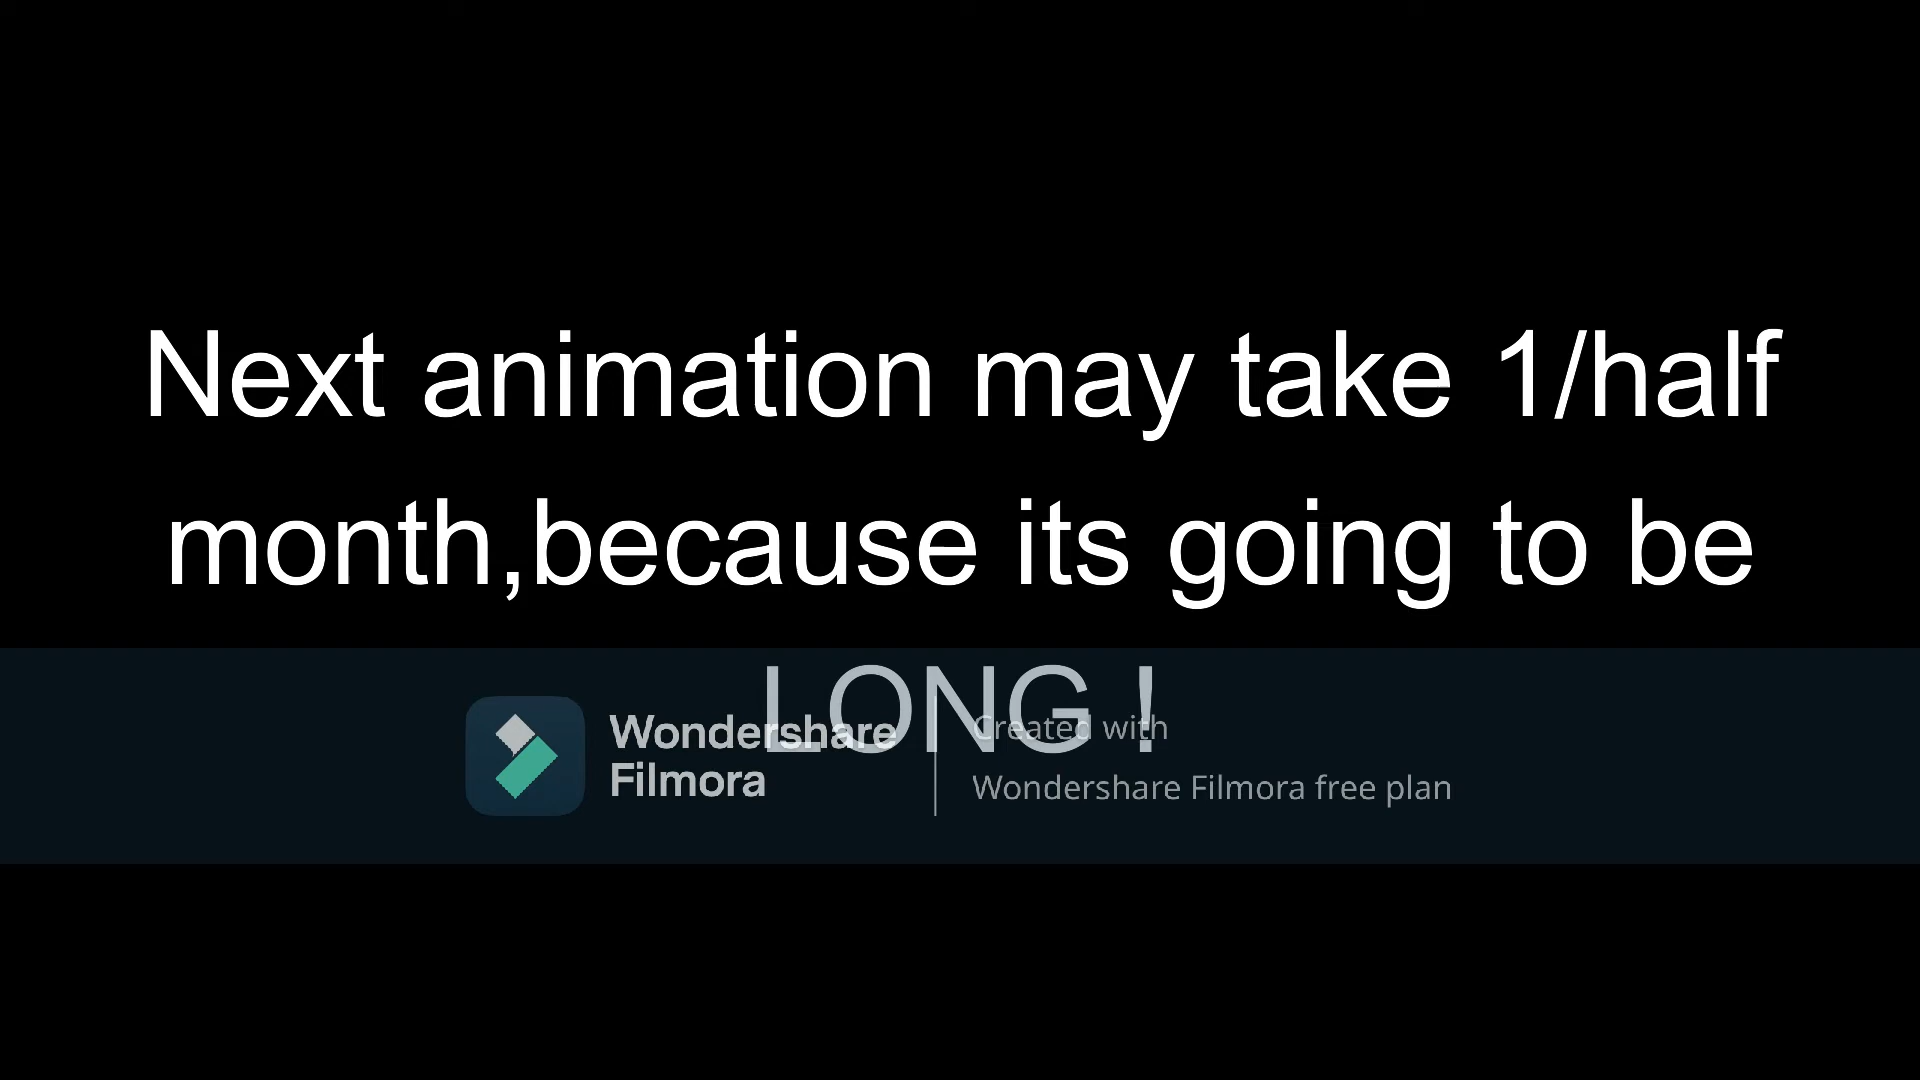 Next animation may take 1/half
month,because its going to be
LONG !
Wondershare
Filmora
Created with
Wondershare Filmora free plan